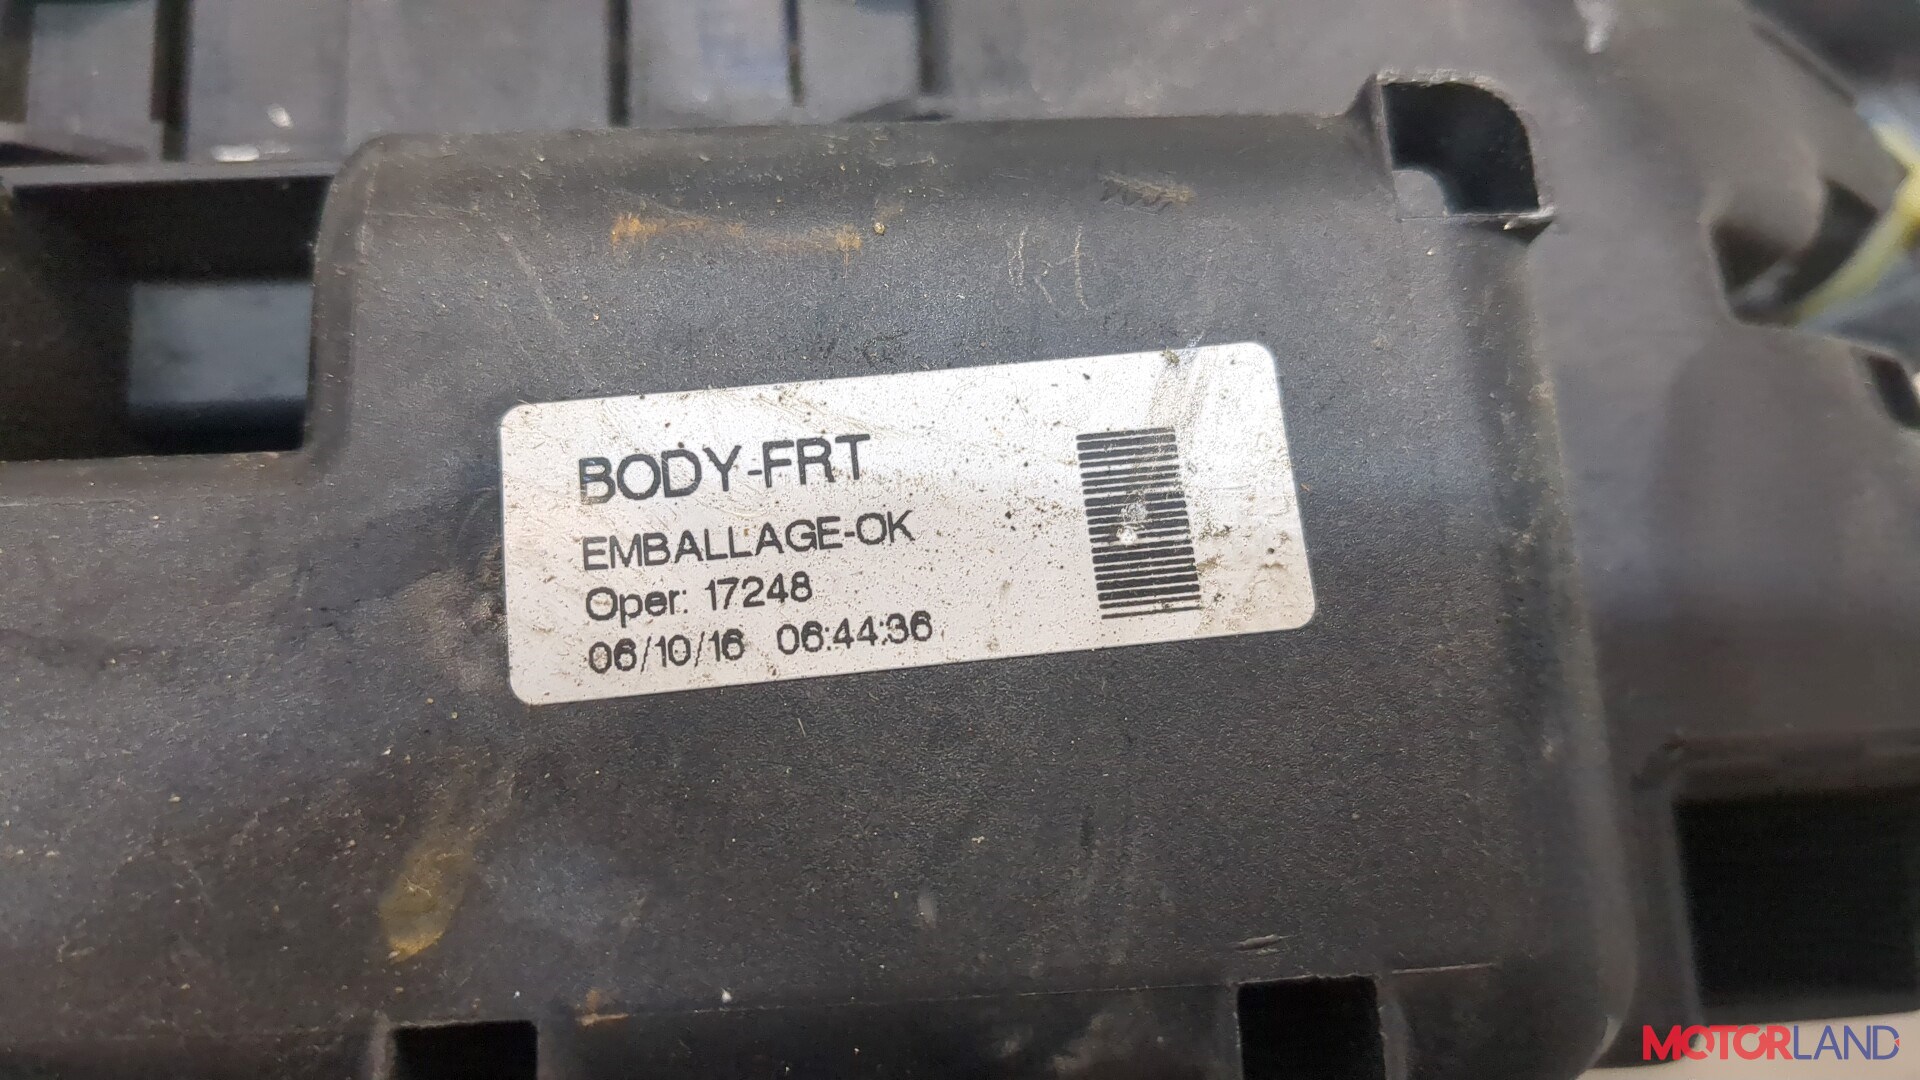 BODY-FRT
EMBALLAGE-OK
Oper: 17248
06/10/16 06:44:36
MOTORLAND